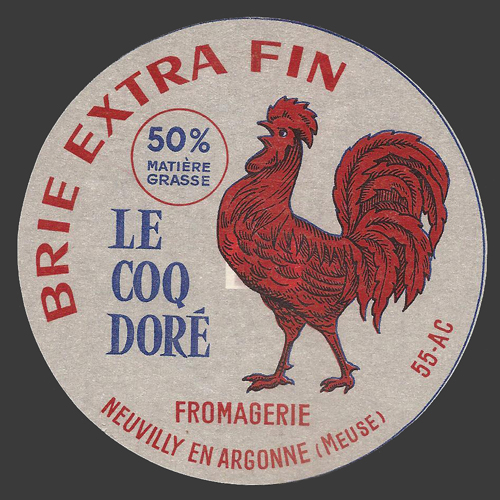 BRIE EXTRA FIN
50%
MATIÈRE
GRASSE
LE
COQ
DORÉ
55-AC
FROMAGERIE
NEUVILLY EN ARGONNE (MEUSE)